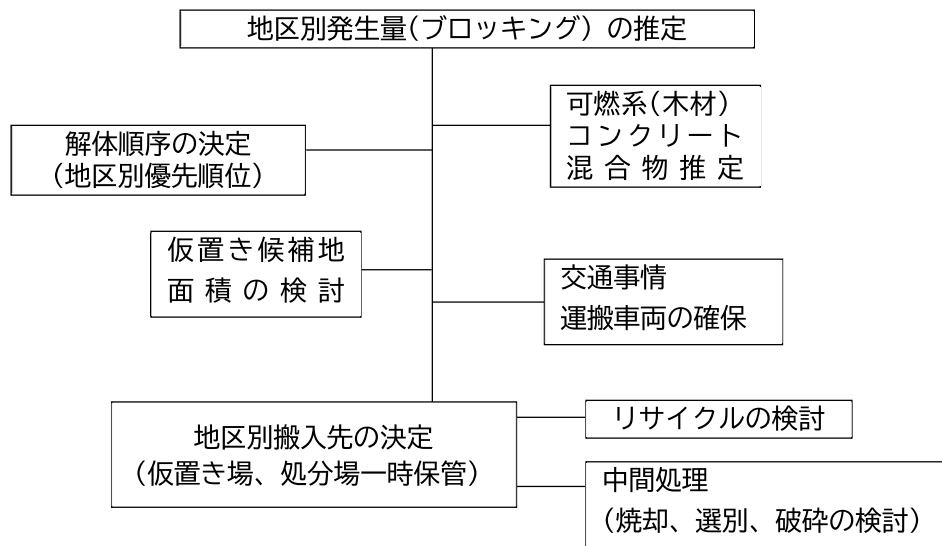 地区別発生量(ブロッキング）の推定
可燃系(木材）
コンクリート
混合物推定
解体順序の決定
（地区別優先順位）
仮置き候補地
面積の検討
交通事情
運搬車両の確保
地区別搬入先の決定
（仮置き場、処分場一時保管）
リサイクルの検討
中間処理
（焼却、選別、破砕の検討）